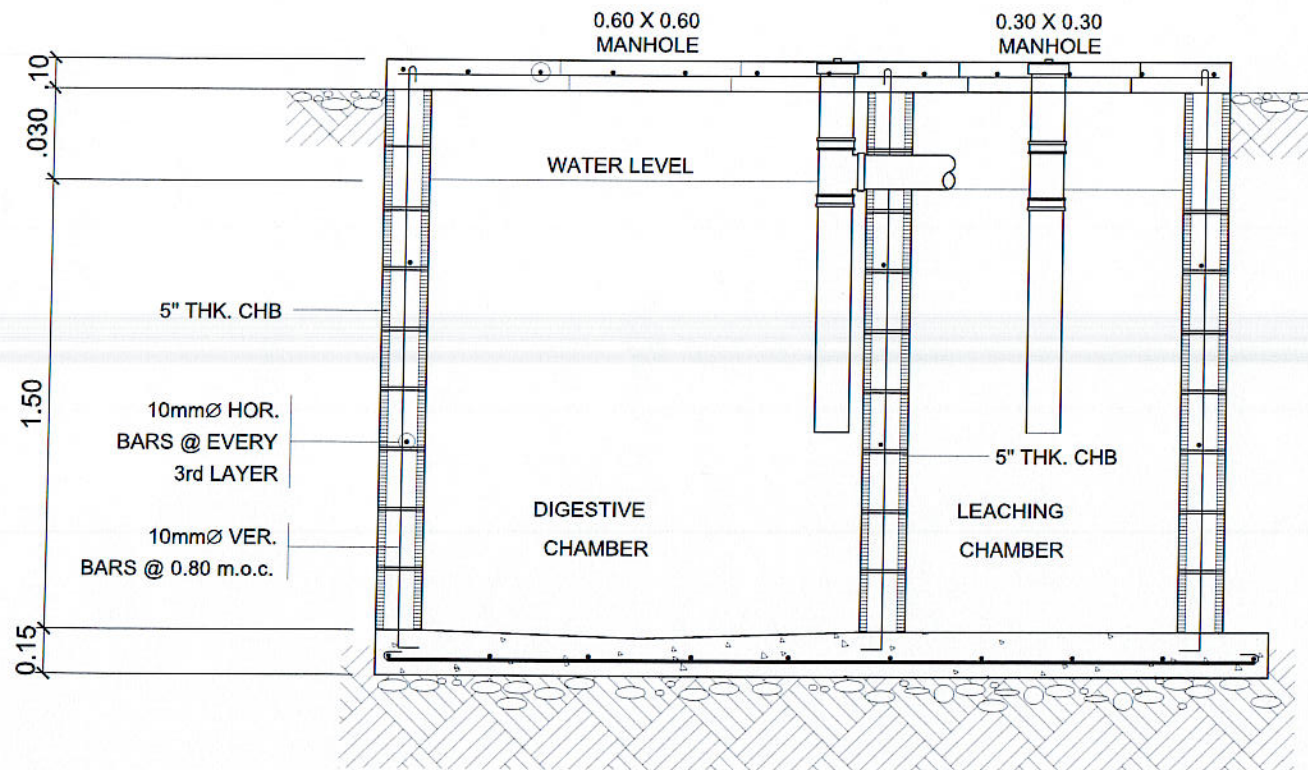 0.60 X 0.60
MANHOLE
0.30 X 0.30
MANHOLE
.10
.030
WATER LEVEL
5" THK. CHB
1.50
10mmØ HOR.
BARS @ EVERY
3rd LAYER
5" THK. CHB
DIGESTIVE
CHAMBER
LEACHING
CHAMBER
10mmØ VER.
BARS @ 0.80 m.o.c.
0.15